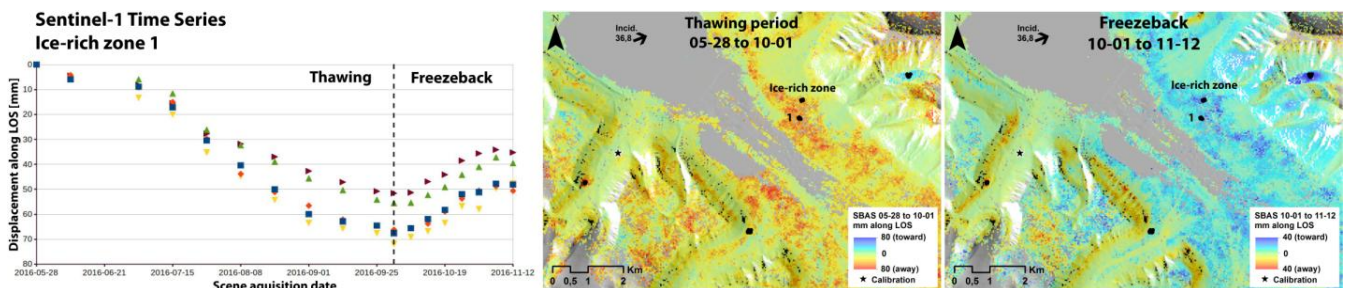 Sentinel-1 Time Series
Ice-rich zone 1
Displacement along LOS [mm]
0
10
20
30
40
50
60
70
80
Thawing
Freezeback
2016-05-28
2016-06-21
2016-07-15
2016-08-08
2016-09-01
2016-09-25
2016-10-19
2016-11-12
Scene aquisition date
N
Incid.
36,8
Thawing period
05-28 to 10-01
Ice-rich zone
1
0 0,5 1 2
Km
SBAS 05-28 to 10-01
mm along LOS
80 (toward)
0
80 (away)
Calibration
N
Incid.
36,8
Freezeback
10-01 to 11-12
Ice-rich zone
1
0 0,5 1 2
Km
SBAS 10-01 to 11-12
mm along LOS
40 (toward)
0
40 (away)
Calibration